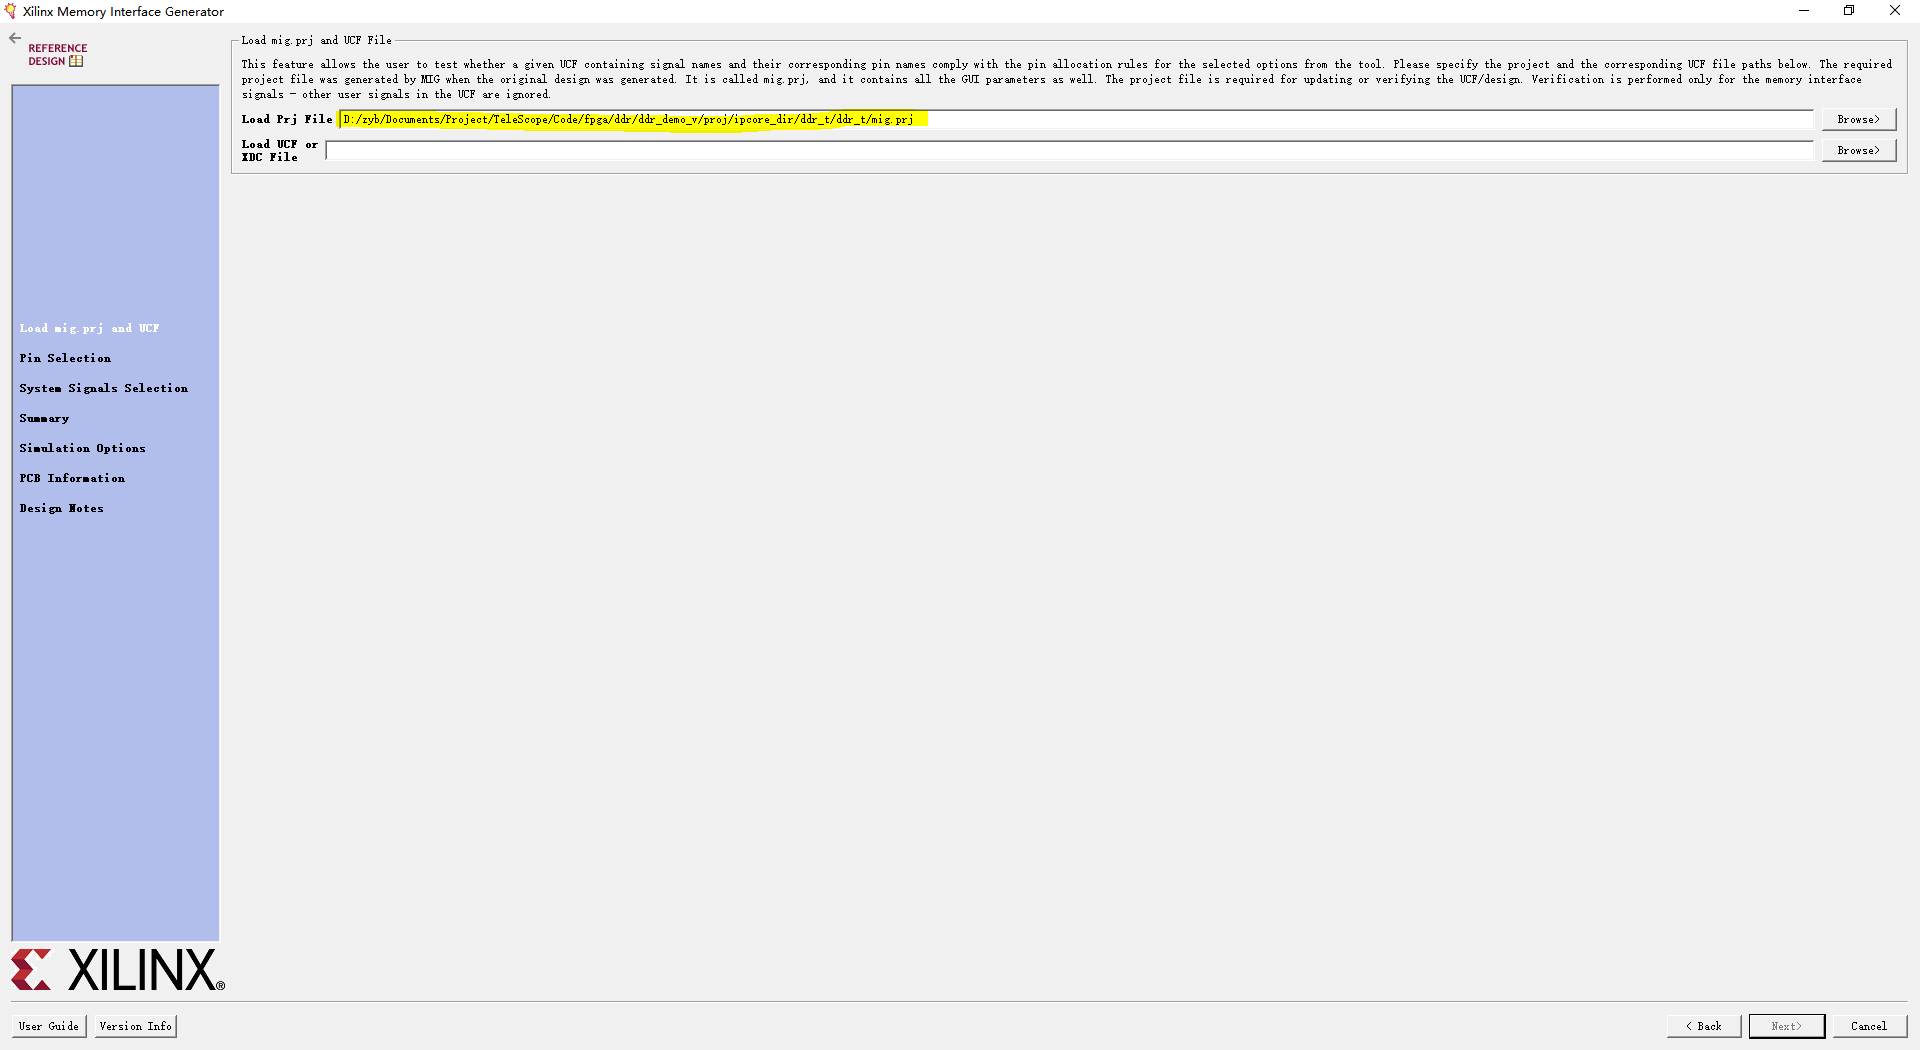 Xilinx Memory Interface Generator
REFERENCE
DESIGN
Load mig.prj and UCF File
This feature allows the user to test whether a given UCF containing signal names and their corresponding pin names comply with the pin allocation rules for the selected options from the tool. Please specify the project and the corresponding UCF file paths below. The required
project file was generated by MIG when the original design was generated. It is called mig.prj, and it contains all the GUI parameters as well. The project file is required for updating or verifying the UCF/design. Verification is performed only for the memory interface
signals - other user signals in the UCF are ignored.
Load Prj File D:/zyb/Documents/Project/TeleScope/Code/fpga/ddr/ddr_demo_v/proj/ipcore_dir/ddr_t/ddr_t/mig.prj Browse>
Load UCF or
XDC File Browse>
Load mig.prj and UCF
Pin Selection
System Signals Selection
Summary
Simulation Options
PCB Information
Design Notes
XILINX®
User Guide Version Info < Back Next> Cancel